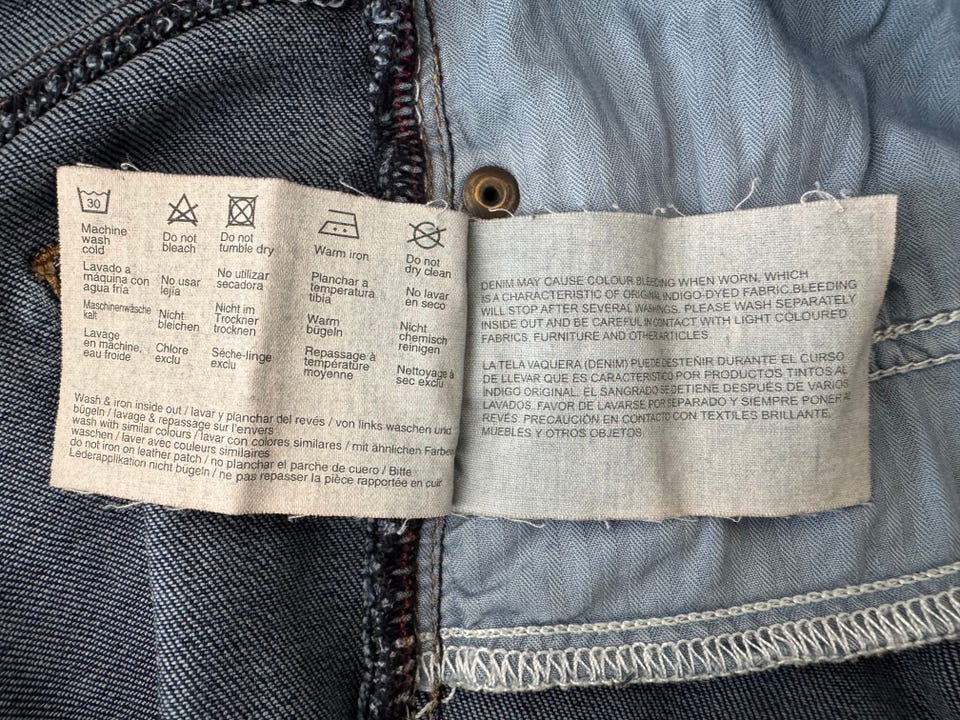 30
Machine
wash
cold
Do not
bleach
Do not
tumble dry
Warm iron
Do not
dry clean
Lavado a
máquina con
agua fría
No usar
lejia
No utilizar
secadora
Planchar a
temperatura
tibia
No lavar
en seco
Maschinenwäsche
kalt
Nicht
bleichen
Nicht im
Trockner
trocknen
Warm
bügeln
Nicht
chemisch
reinigen
Lavage
en machine,
eau froide
Chlore
exclu
Sèche-linge
exclu
Repassage à
température
moyenne
Nettoyage à
sec exclu
Wash & iron inside out / lavar y planchar del revés / von links waschen und
bügeln / lavage & repassage sur l'envers
wash with similar colours / lavar con colores similares / mit ähnlichen Farben
waschen / laver avec couleurs similaires
do not iron on leather patch / no planchar el parche de cuero / Bitte
Lederapplikation nicht bügeln / ne pas repasser la pièce rapportée en cuir
DENIM MAY CAUSE COLOUR BLEEDING WHEN WORN, WHICH
IS A CHARACTERISTIC OF ORIGINAL INDIGO-DYED FABRIC.BLEEDING
WILL STOP AFTER SEVERAL WASHINGS. PLEASE WASH SEPARATELY
INSIDE OUT AND BE CAREFUL IN CONTACT WITH LIGHT COLOURED
FABRICS, FURNITURE AND OTHER ARTICLES.
LA TELA VAQUERA (DENIM) PUEDE DESTEÑIR DURANTE EL CURSO
DE LLEVAR QUE ES CARACTERISTICO POR PRODUCTOS TINTOS AL
INDIGO ORIGINAL. EL SANGRADO SE DETIENE DESPUÉS DE VARIOS
LAVADOS. FAVOR DE LAVARSE POR SEPARADO Y SIEMPRE PONER AL
REVÉS. PRECAUCIÓN EN CONTACTO CON TEXTILES BRILLANTE,
MUEBLES Y OTROS OBJETOS.